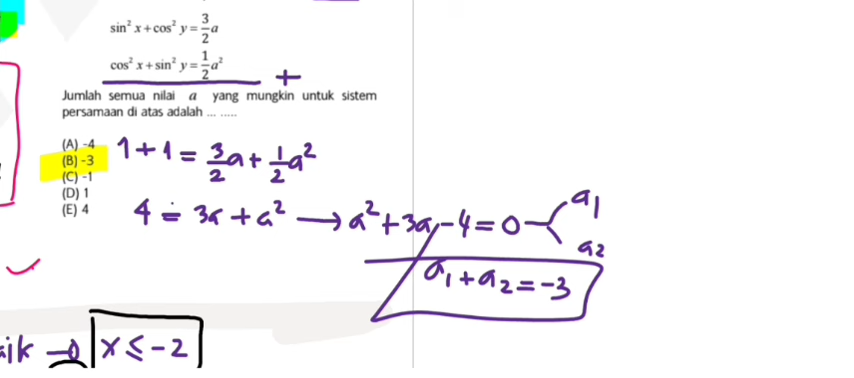 sin² x + cos² y = 3/2 a
cos² x + sin² y = 1/2 a²
+
Jumlah semua nilai a yang mungkin untuk sistem
persamaan di atas adalah ... .....
(A) -4
(B) -3
(C) -1
(D) 1
(E) 4
1 + 1 = 3/2 a + 1/2 a²
4 = 3a + a² → a² + 3a - 4 = 0
a1
a2
a1 + a2 = -3
aik → x ≤ -2